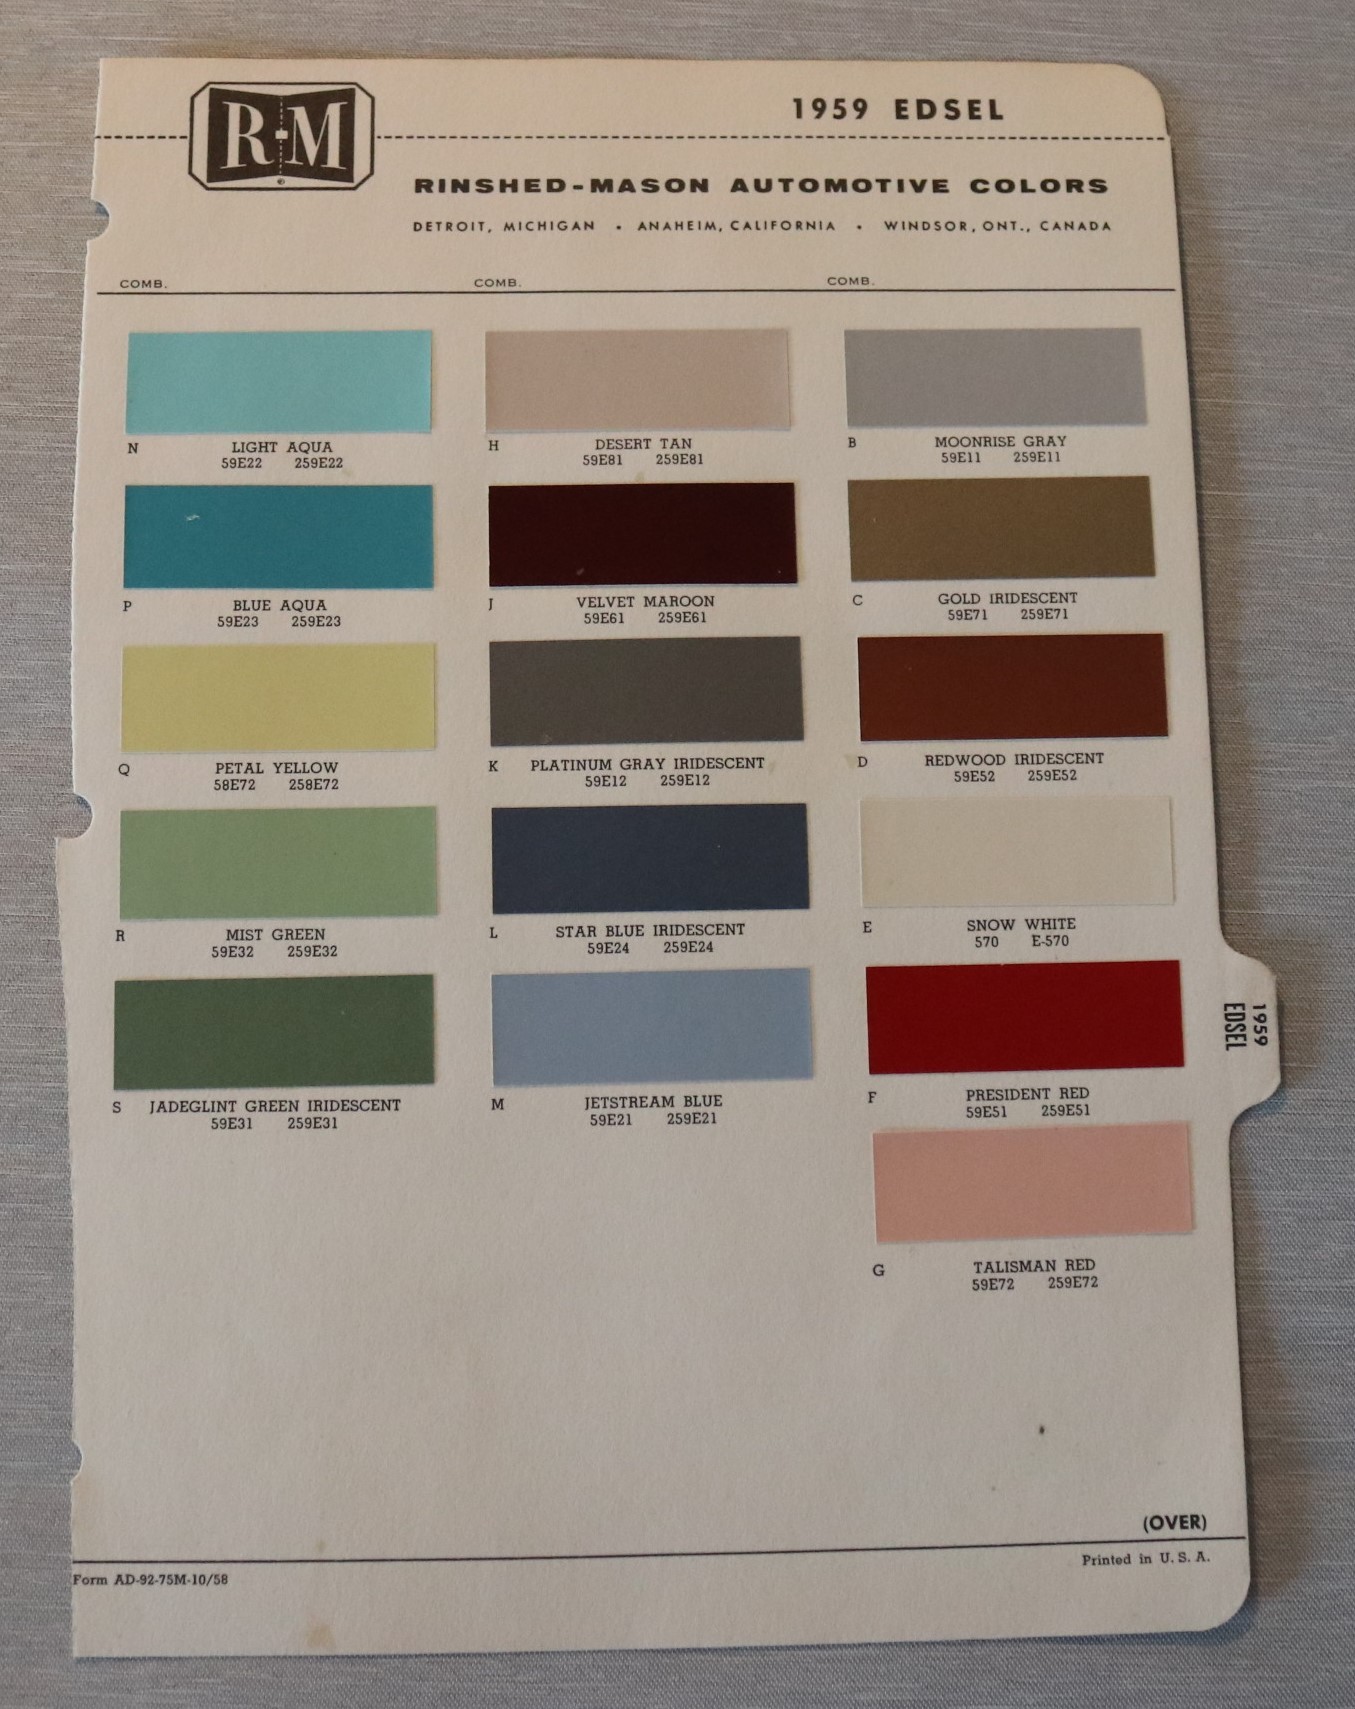 R-M
1959 EDSEL
RINSHED-MASON AUTOMOTIVE COLORS
DETROIT, MICHIGAN • ANAHEIM, CALIFORNIA • WINDSOR, ONT., CANADA
COMB. COMB. COMB.
N LIGHT AQUA
59E22 259E22
P BLUE AQUA
59E23 259E23
Q PETAL YELLOW
58E72 258E72
R MIST GREEN
59E32 259E32
S JADEGLINT GREEN IRIDESCENT
59E31 259E31
H DESERT TAN
59E81 259E81
J VELVET MAROON
59E61 259E61
K PLATINUM GRAY IRIDESCENT
59E12 259E12
L STAR BLUE IRIDESCENT
59E24 259E24
M JETSTREAM BLUE
59E21 259E21
B MOONRISE GRAY
59E11 259E11
C GOLD IRIDESCENT
59E71 259E71
D REDWOOD IRIDESCENT
59E52 259E52
E SNOW WHITE
570 E-570
F PRESIDENT RED
59E51 259E51
G TALISMAN RED
59E72 259E72
1959
EDSEL
(OVER)
Form AD-92-75M-10/58
Printed in U. S. A.